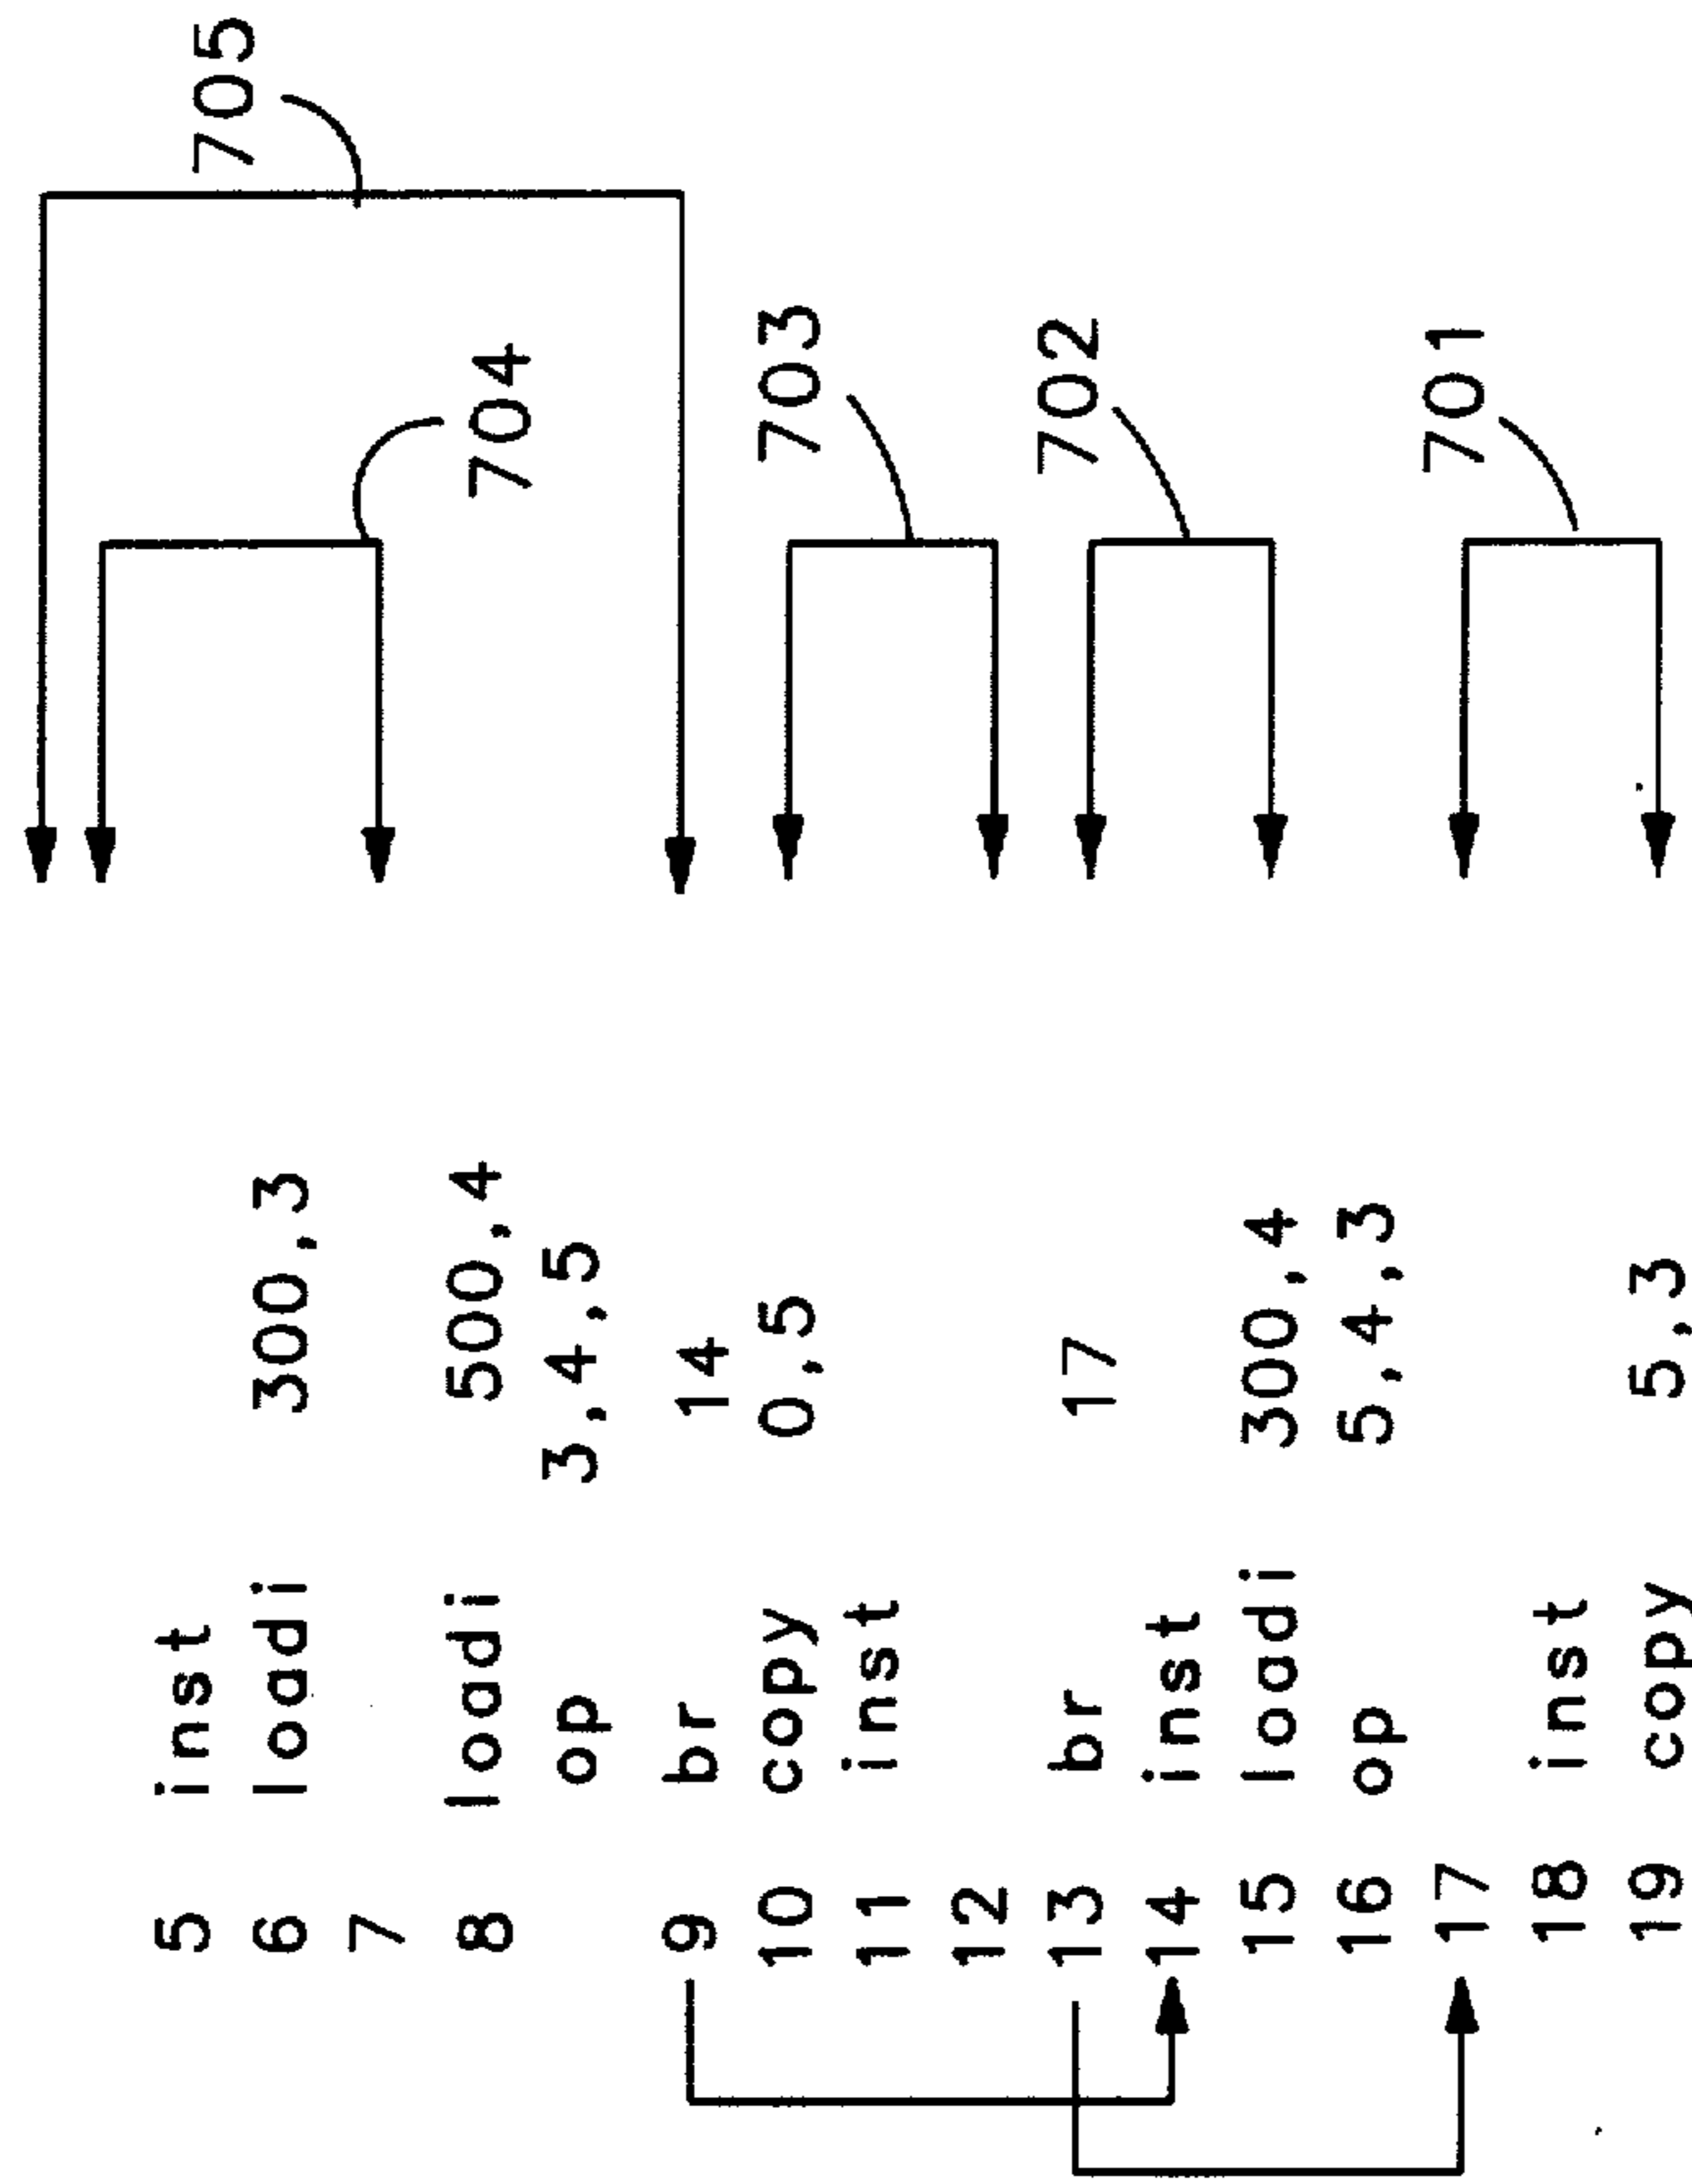 705
704
703
702
701
5 inst
6 loadi 300,3
7
8 loadi 500,4
op 3,4,5
9 br 14
10 copy 0,5
11 inst
12
13 br 17
14 inst
15 loadi 300,4
16 op 5,4,3
17
18 inst
19 copy 5,3